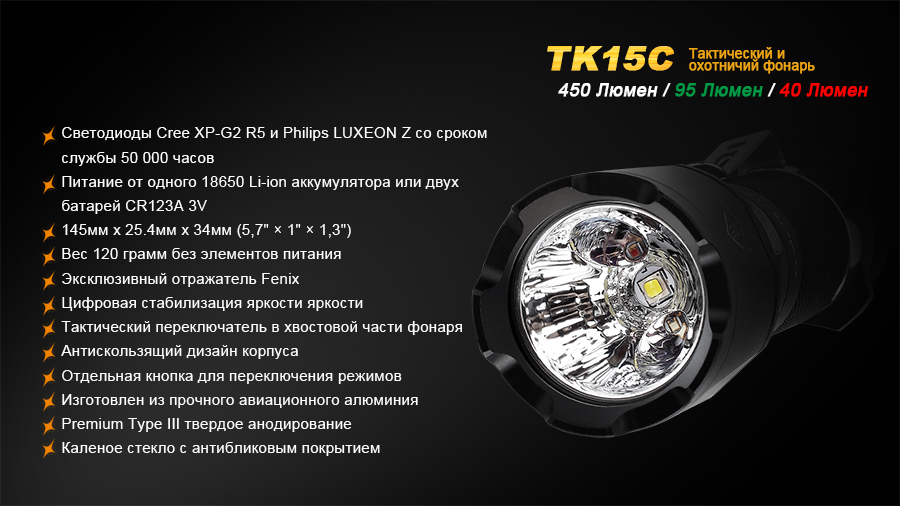 TK15C
Тактический и
охотничий фонарь
450 Люмен / 95 Люмен / 40 Люмен
Светодиоды Cree XP-G2 R5 и Philips LUXEON Z со сроком
службы 50 000 часов
Питание от одного 18650 Li-ion аккумулятора или двух
батарей CR123A 3V
145мм x 25.4мм x 34мм (5,7" × 1" × 1,3")
Вес 120 грамм без элементов питания
Эксклюзивный отражатель Fenix
Цифровая стабилизация яркости яркости
Тактический переключатель в хвостовой части фонаря
Антискользящий дизайн корпуса
Отдельная кнопка для переключения режимов
Изготовлен из прочного авиационного алюминия
Premium Type III твердое анодирование
Каленое стекло с антибликовым покрытием